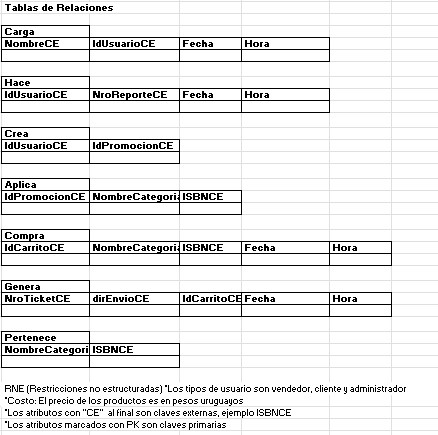 Tablas de Relaciones
Carga
NombreCE IdUsuarioCE Fecha Hora
Hace
IdUsuarioCE NroReporteCE Fecha Hora
Crea
IdUsuarioCE IdPromocionCE
Aplica
IdPromocionCE NombreCategoria ISBNCE
Compra
IdCarritoCE NombreCategoria ISBNCE Fecha Hora
Genera
NroTicketCE dirEnvioCE IdCarritoCE Fecha Hora
Pertenece
NombreCategori ISBNCE
RNE (Restricciones no estructuradas) *Los tipos de usuario son vendedor, cliente y administrador
*Costo: El precio de los productos es en pesos uruguayos
*Los atributos con "CE" al final son claves externas, ejemplo ISBNCE
*Los atributos marcados con PK son claves primarias